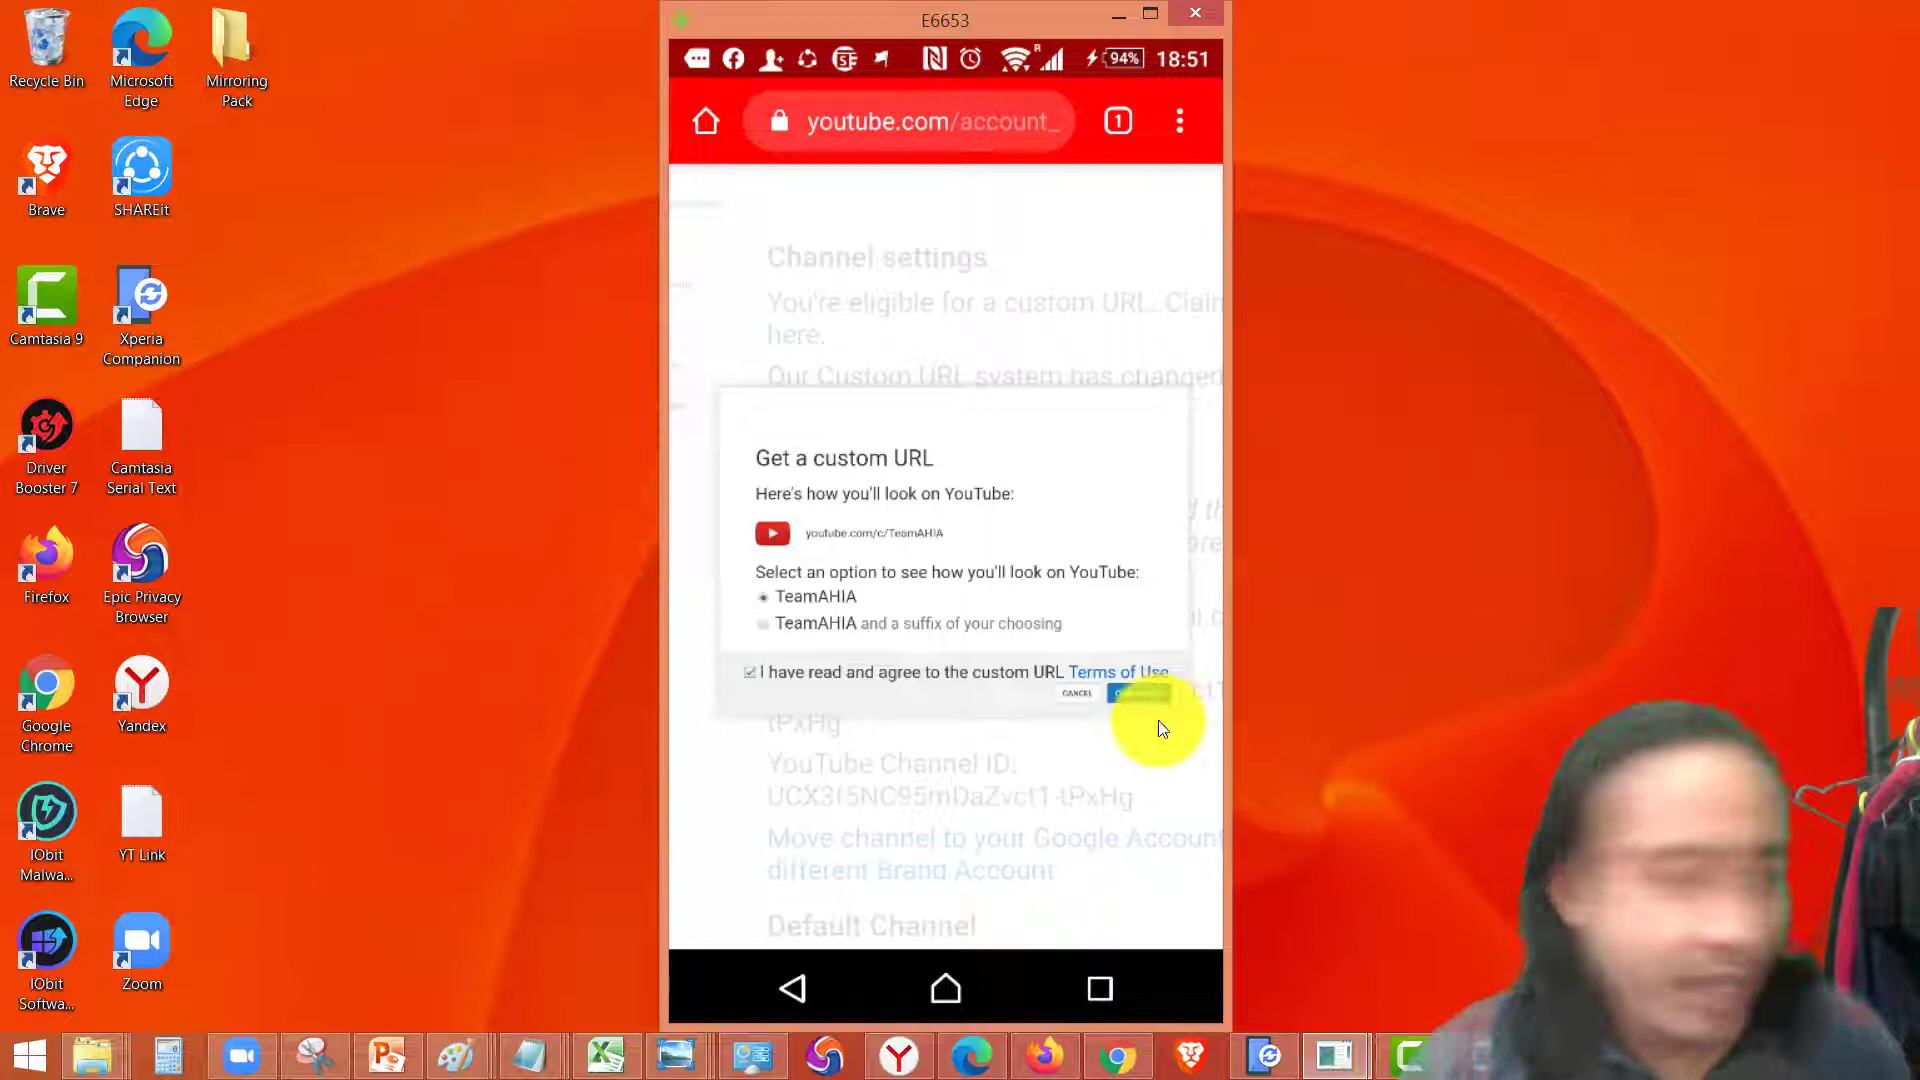 E6653
94%
18:51
youtube.com/account_
1
Channel settings
You're eligible for a custom URL. Claim
here.
Our Custom URL system has changed
Get a custom URL
Here's how you'll look on YouTube:
youtube.com/c/TeamAHIA
Select an option to see how you'll look on YouTube:
TeamAHIA
TeamAHIA and a suffix of your choosing
I have read and agree to the custom URL Terms of Use
CANCEL
tPxHg
YouTube Channel ID:
UCX3f5NC95mDaZvct1-tPxHg
Move channel to your Google Account
different Brand Account
Default Channel
Recycle Bin
Microsoft
Edge
Mirroring
Pack
Brave
SHAREit
Camtasia 9
Xperia
Companion
Driver
Booster 7
Camtasia
Serial Text
Firefox
Epic Privacy
Browser
Google
Chrome
Yandex
IObit
Malwa...
YT Link
IObit
Softwa...
Zoom